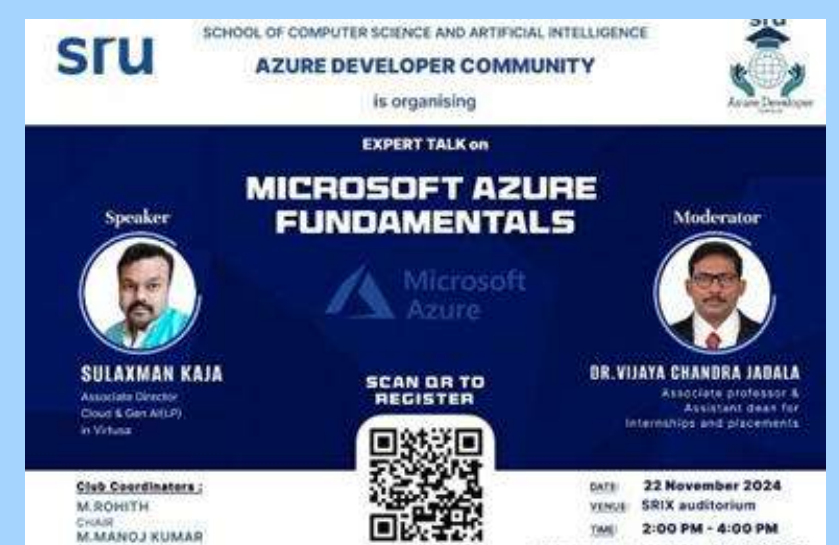 sru
SCHOOL OF COMPUTER SCIENCE AND ARTIFICIAL INTELLIGENCE
AZURE DEVELOPER COMMUNITY
is organising
sru
Azure Developer
EXPERT TALK on
MICROSOFT AZURE
FUNDAMENTALS
Microsoft
Azure
Speaker
SULAXMAN KAJA
Associate Director
Cloud & Gen AI(LP)
in Virtusa
Moderator
DR.VIJAYA CHANDRA JADALA
Associate professor &
Assistant dean for
Internships and placements
SCAN QR TO
REGISTER
Club Coordinators :
M.ROHITH
CHAIR
M.MANOJ KUMAR
DATE: 22 November 2024
VENUE: SRIX auditorium
TIME: 2:00 PM - 4:00 PM